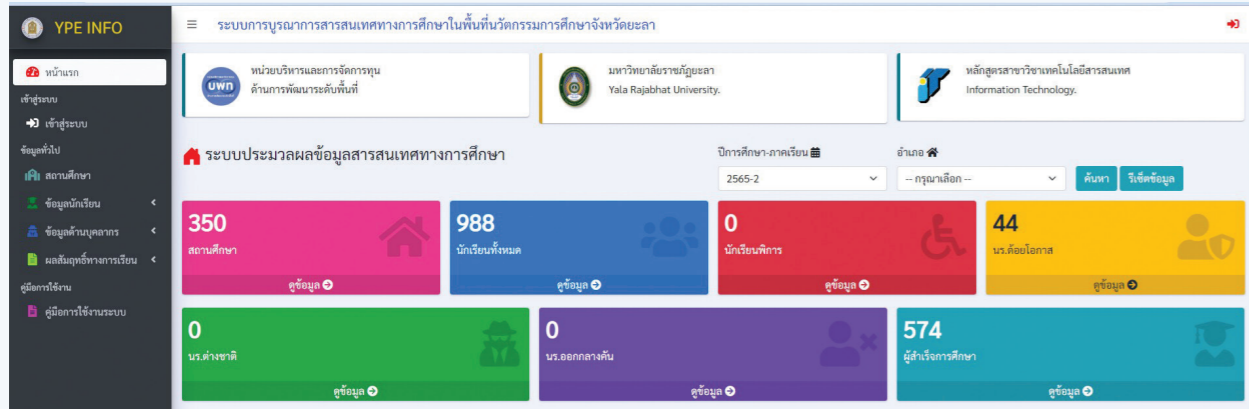 YPE INFO
ระบบการบูรณาการสารสนเทศทางการศึกษาในพื้นที่นวัตกรรมการศึกษาจังหวัดยะลา
หน้าแรก
เข้าสู่ระบบ
เข้าสู่ระบบ
ข้อมูลทั่วไป
สถานศึกษา
ข้อมูลนักเรียน
ข้อมูลด้านบุคลากร
ผลสัมฤทธิ์ทางการเรียน
คู่มือการใช้งาน
คู่มือการใช้งานระบบ
บพท
หน่วยบริหารและการจัดการทุน
ด้านการพัฒนาระดับพื้นที่
มหาวิทยาลัยราชภัฏยะลา
Yala Rajabhat University.
IT
หลักสูตรสาขาวิชาเทคโนโลยีสารสนเทศ
Information Technology.
ระบบประมวลผลข้อมูลสารสนเทศทางการศึกษา
ปีการศึกษา-ภาคเรียน
2565-2
อำเภอ
-- กรุณาเลือก --
ค้นหา
รีเซ็ตข้อมูล
350
สถานศึกษา
ดูข้อมูล
988
นักเรียนทั้งหมด
ดูข้อมูล
0
นักเรียนพิการ
ดูข้อมูล
44
นร.ด้อยโอกาส
ดูข้อมูล
0
นร.ต่างชาติ
ดูข้อมูล
0
นร.ออกกลางคัน
ดูข้อมูล
574
ผู้สำเร็จการศึกษา
ดูข้อมูล